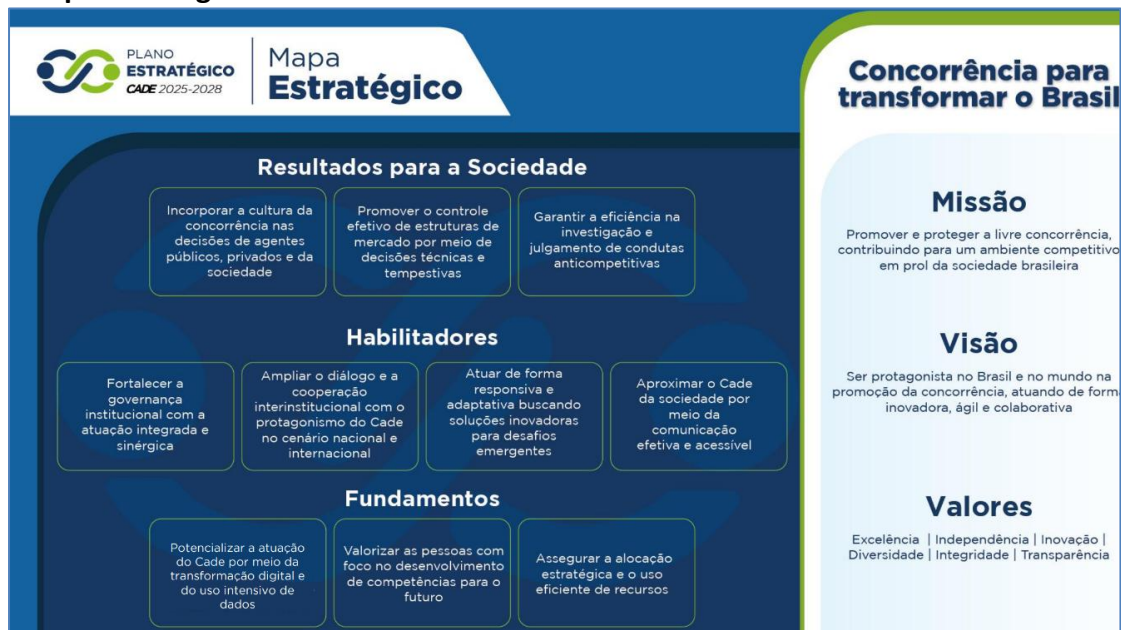 PLANO
ESTRATÉGICO
CADE 2025-2028
Mapa
Estratégico
Resultados para a Sociedade
Incorporar a cultura da
concorrência nas
decisões de agentes
públicos, privados e da
sociedade
Promover o controle
efetivo de estruturas de
mercado por meio de
decisões técnicas e
tempestivas
Garantir a eficiência na
investigação e
julgamento de condutas
anticompetitivas
Habilitadores
Fortalecer a
governança
institucional com a
atuação integrada e
sinérgica
Ampliar o diálogo e a
cooperação
interinstitucional com o
protagonismo do Cade
no cenário nacional e
internacional
Atuar de forma
responsiva e
adaptativa buscando
soluções inovadoras
para desafios
emergentes
Aproximar o Cade
da sociedade por
meio da
comunicação
efetiva e acessível
Fundamentos
Potencializar a atuação
do Cade por meio da
transformação digital e
do uso intensivo de
dados
Valorizar as pessoas com
foco no desenvolvimento
de competências para o
futuro
Assegurar a alocação
estratégica e o uso
eficiente de recursos
Concorrência para
transformar o Brasil
Missão
Promover e proteger a livre concorrência,
contribuindo para um ambiente competitivo
em prol da sociedade brasileira
Visão
Ser protagonista no Brasil e no mundo na
promoção da concorrência, atuando de form
inovadora, ágil e colaborativa
Valores
Excelência | Independência | Inovação |
Diversidade | Integridade | Transparência